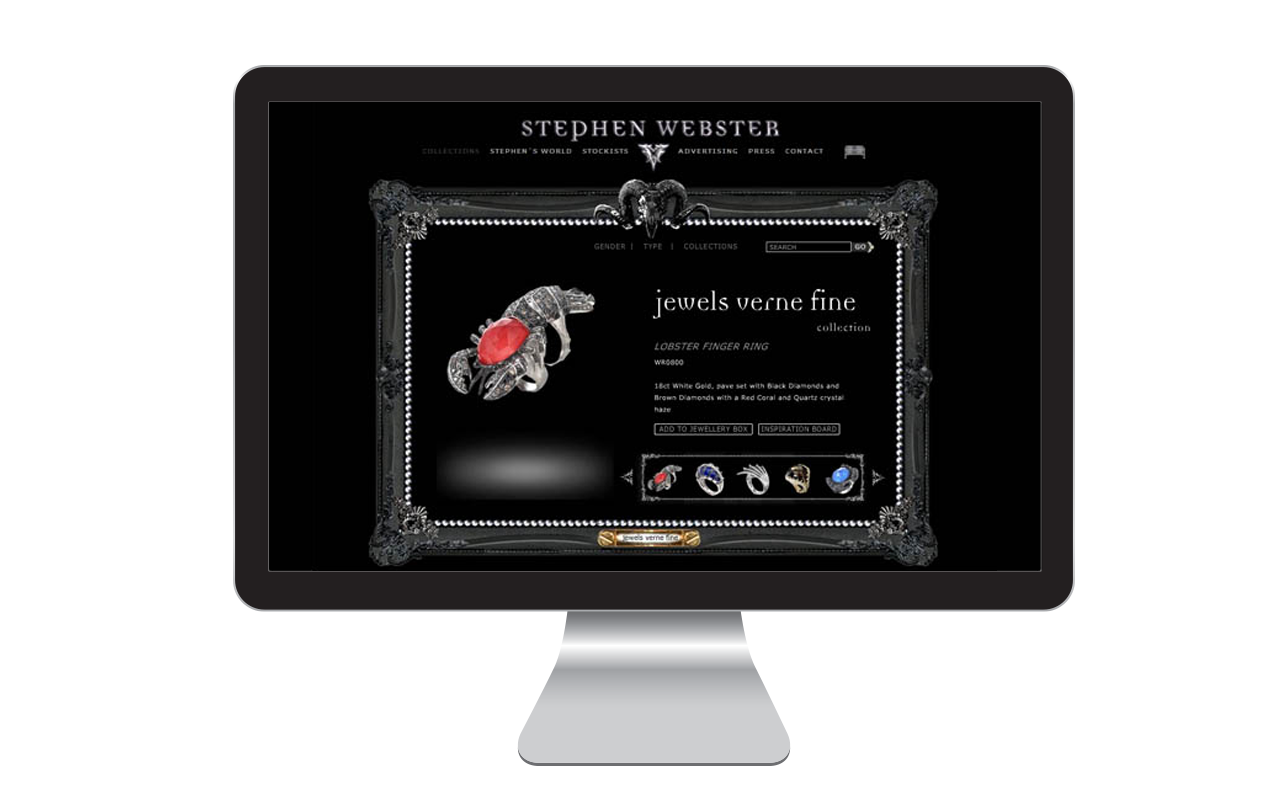 STEPHEN WEBSTER
COLLECTIONS STEPHEN'S WORLD STOCKISTS ADVERTISING PRESS CONTACT
GENDER | TYPE | COLLECTIONS SEARCH GO
jewels verne fine
collection
LOBSTER FINGER RING
WR0800
18ct White Gold, pave set with Black Diamonds and
Brown Diamonds with a Red Coral and Quartz crystal
haze
ADD TO JEWELLERY BOX INSPIRATION BOARD
jewels verne fine